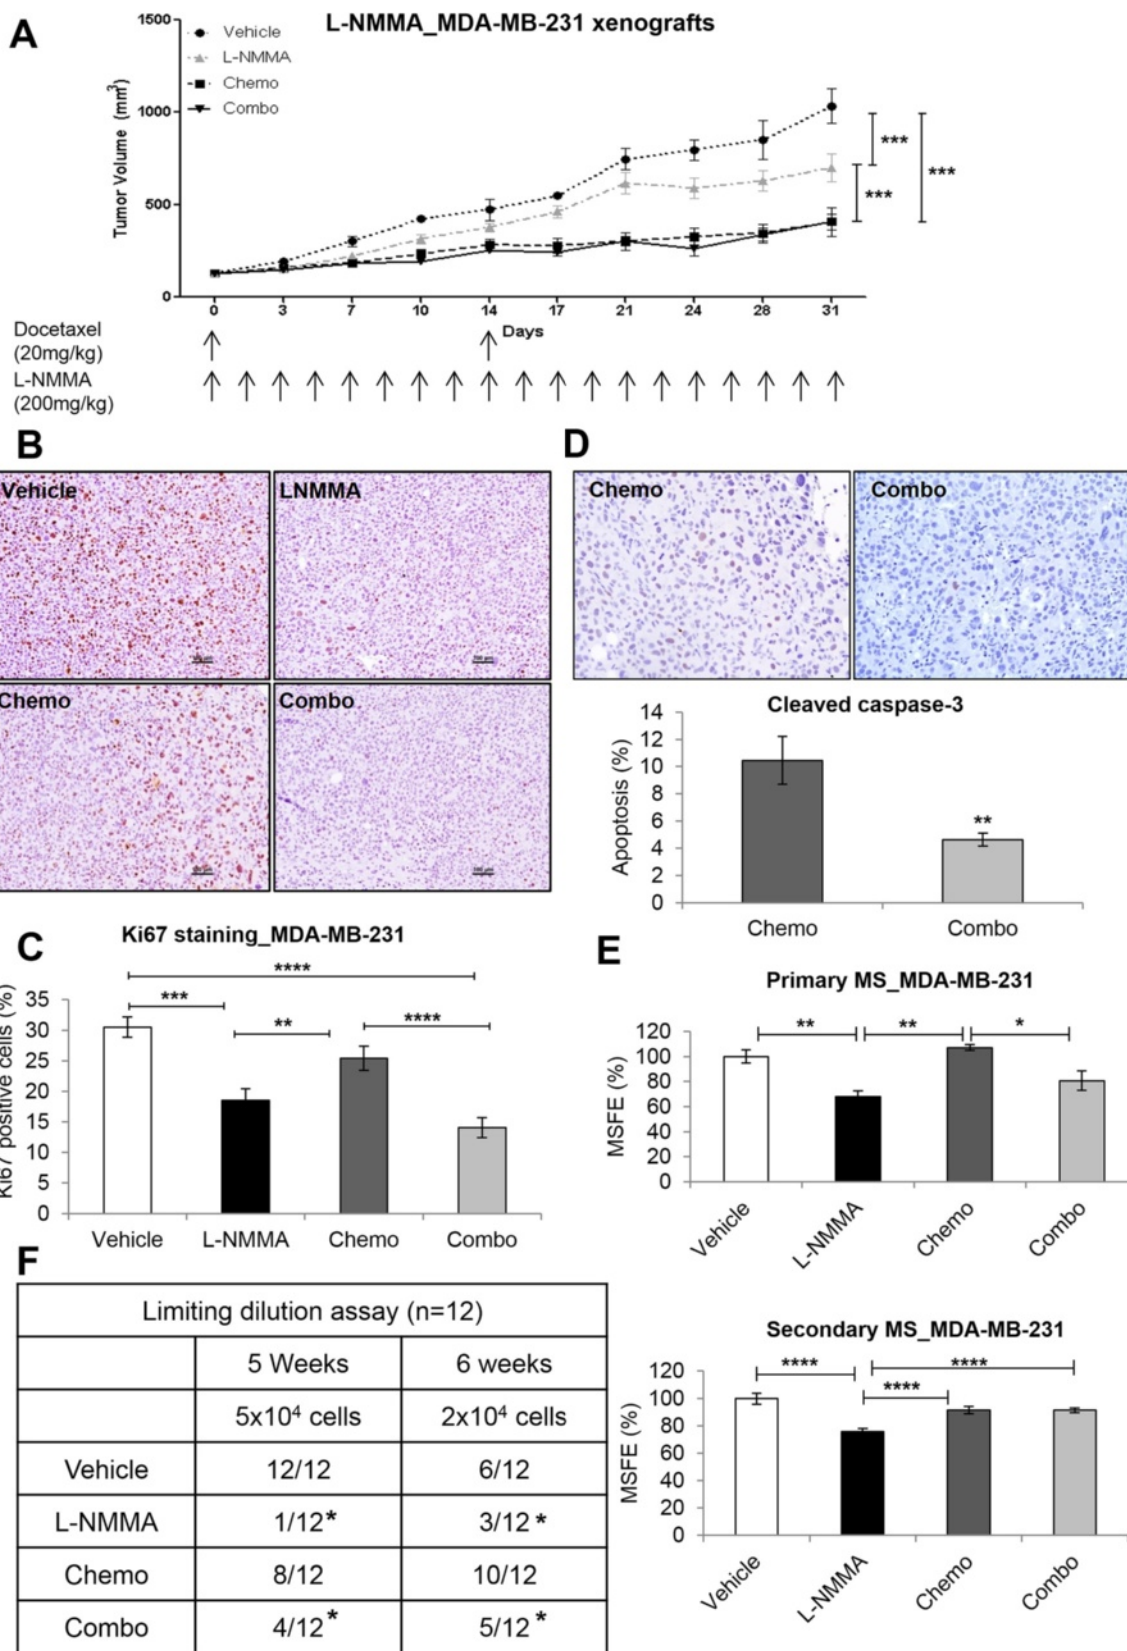 A
L-NMMA_MDA-MB-231 xenografts
Vehicle
L-NMMA
Chemo
Combo
Tumor Volume (mm3)
1500
1000
500
0
***
***
***
0 3 7 10 14 17 21 24 28 31
Days
Docetaxel
(20mg/kg)
L-NMMA
(200mg/kg)
B
Vehicle
LNMMA
Chemo
Combo
C
Ki67 staining_MDA-MB-231
Ki67 positive cells (%)
****
***
**
****
35
30
25
20
15
10
5
0
Vehicle L-NMMA Chemo Combo
D
Chemo
Combo
Cleaved caspase-3
Apoptosis (%)
14
12
10
8
6
4
2
0
**
Chemo Combo
E
Primary MS_MDA-MB-231
MSFE (%)
** ** *
120
100
80
60
40
20
0
Vehicle L-NMMA Chemo Combo
Secondary MS_MDA-MB-231
MSFE (%)
**** ****
****
120
100
80
60
40
20
0
Vehicle L-NMMA Chemo Combo
F
Limiting dilution assay (n=12)
5 Weeks 6 weeks
5x10⁴ cells 2x10⁴ cells
Vehicle 12/12 6/12
L-NMMA 1/12* 3/12*
Chemo 8/12 10/12
Combo 4/12* 5/12*